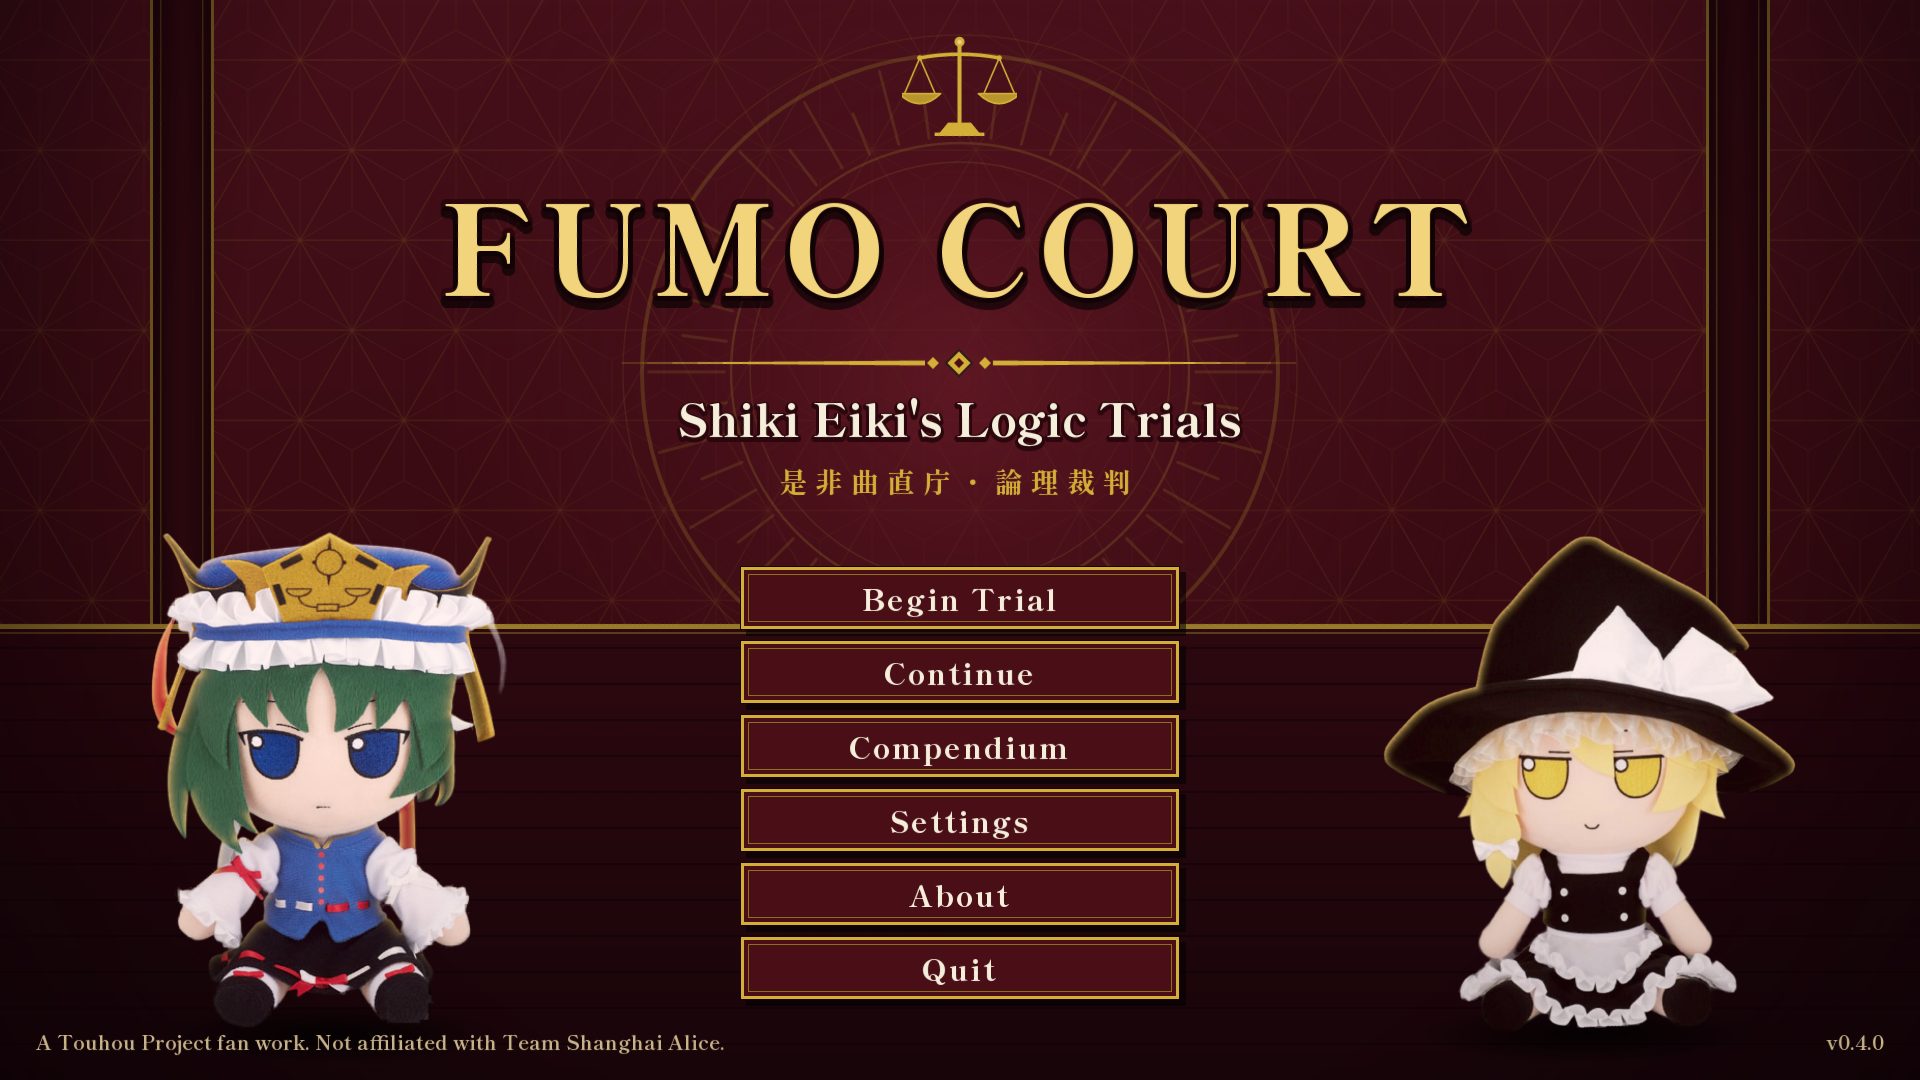 FUMO COURT
Shiki Eiki's Logic Trials
是非曲直庁・論理裁判
Begin Trial
Continue
Compendium
Settings
About
Quit
A Touhou Project fan work. Not affiliated with Team Shanghai Alice.
v0.4.0